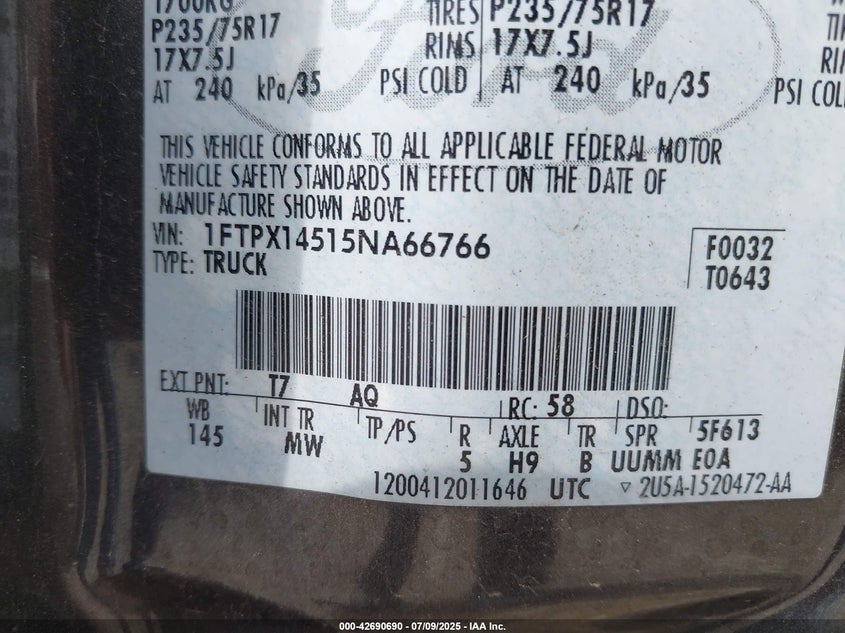 1700KG
P235/75R17
17X7.5J
AT 240 kPa/35 PSI COLD
TIRES P235/75R17
RIMS 17X7.5J
AT 240 kPa/35 PSI COL
Ford
THIS VEHICLE CONFORMS TO ALL APPLICABLE FEDERAL MOTOR
VEHICLE SAFETY STANDARDS IN EFFECT ON THE DATE OF
MANUFACTURE SHOWN ABOVE.
VIN: 1FTPX14515NA66766
TYPE: TRUCK
F0032
T0643
EXT PNT: T7 AQ RC: 58 DSO:
WB INT TR TP/PS R AXLE TR SPR 5F613
145 MW 5 H9 B UUMM EOA
1200412011646 UTC ▽ 2U5A-1520472-AA
000-42690690 - 07/09/2025 - IAA Inc.